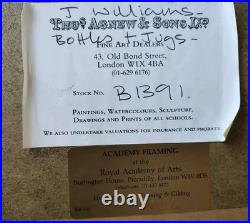 J. Williams-
Thos. Agnew & Sons Ltd
Bottles + Jugs-
FINE ART DEALERS
43, Old Bond Street,
London W1X 4BA
(01-629 6176)
STOCK NO. B1391.
PAINTINGS, WATERCOLOURS, SCULPTURE,
DRAWINGS AND PRINTS OF ALL SCHOOLS.
WE ALSO UNDERTAKE VALUATIONS FOR INSURANCE AND PROBATE.
ACADEMY FRAMING
at the
Royal Academy of Arts
Burlington House, Piccadilly, London W1V 0DS
& Gilding